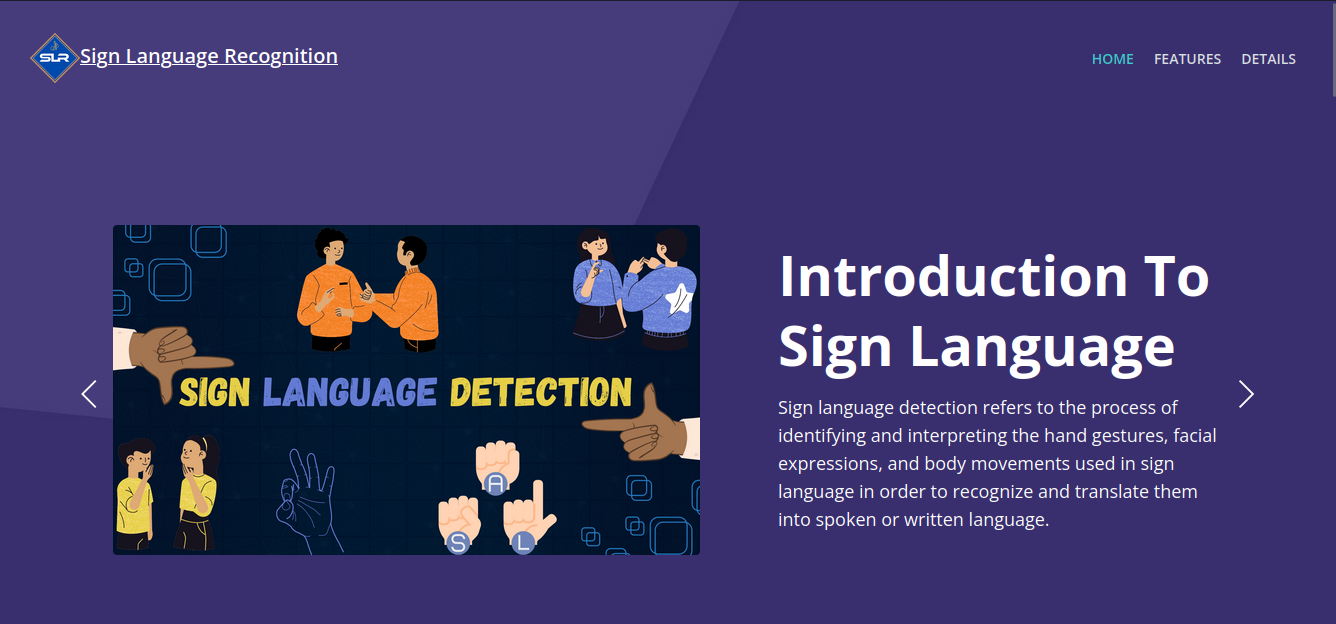 SLR
Sign Language Recognition
HOME
FEATURES
DETAILS
SIGN LANGUAGE DETECTION
A
S
L
Introduction To
Sign Language
Sign language detection refers to the process of
identifying and interpreting the hand gestures, facial
expressions, and body movements used in sign
language in order to recognize and translate them
into spoken or written language.